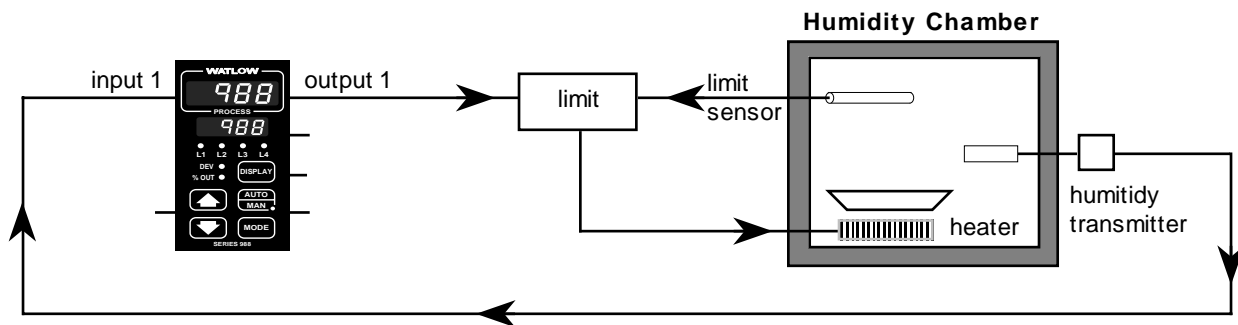 Humidity Chamber
input 1
WATLOW
988
PROCESS
988
L1 L2 L3 L4
DEV
% OUT
DISPLAY
AUTO
MAN
MODE
SERIES 988
output 1
limit
limit
sensor
heater
humitidy
transmitter